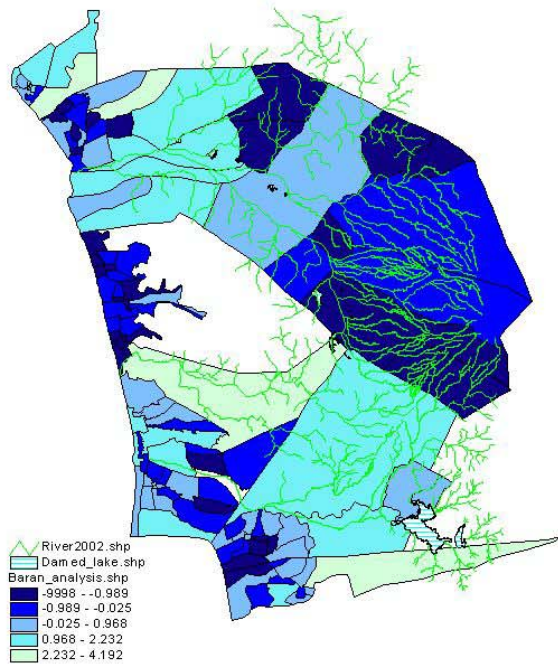 River2002.shp
Damed_lake.shp
Baran_analysis.shp
-9998 - -0.989
-0.989 - -0.025
-0.025 - 0.968
0.968 - 2.232
2.232 - 4.192